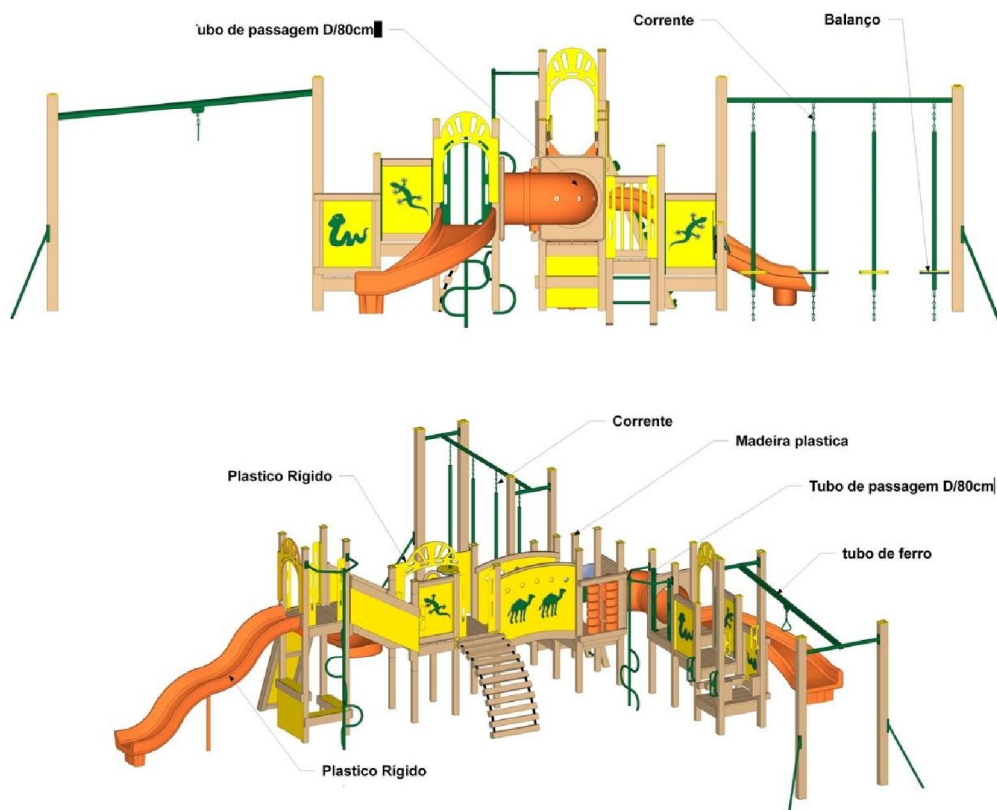 Tubo de passagem D/80cm
Corrente
Balanço
Corrente
Madeira plastica
Plastico Rígido
Tubo de passagem D/80cm
tubo de ferro
Plastico Rígido